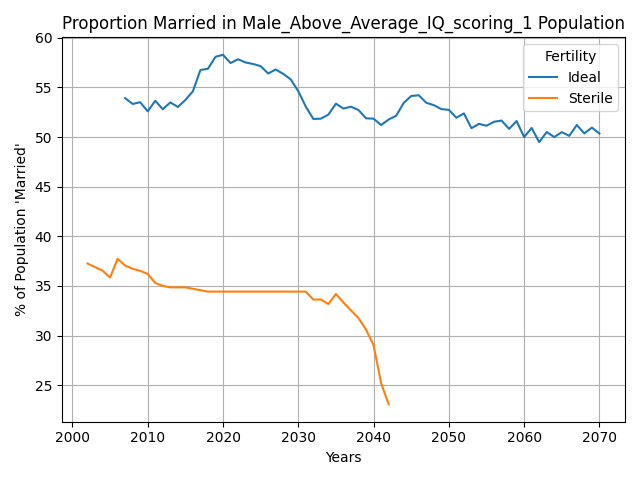 Proportion Married in Male_Above_Average_IQ_scoring_1 Population
% of Population 'Married'
60
55
50
45
40
35
30
25
Fertility
Ideal
Sterile
2000 2010 2020 2030 2040 2050 2060 2070
Years